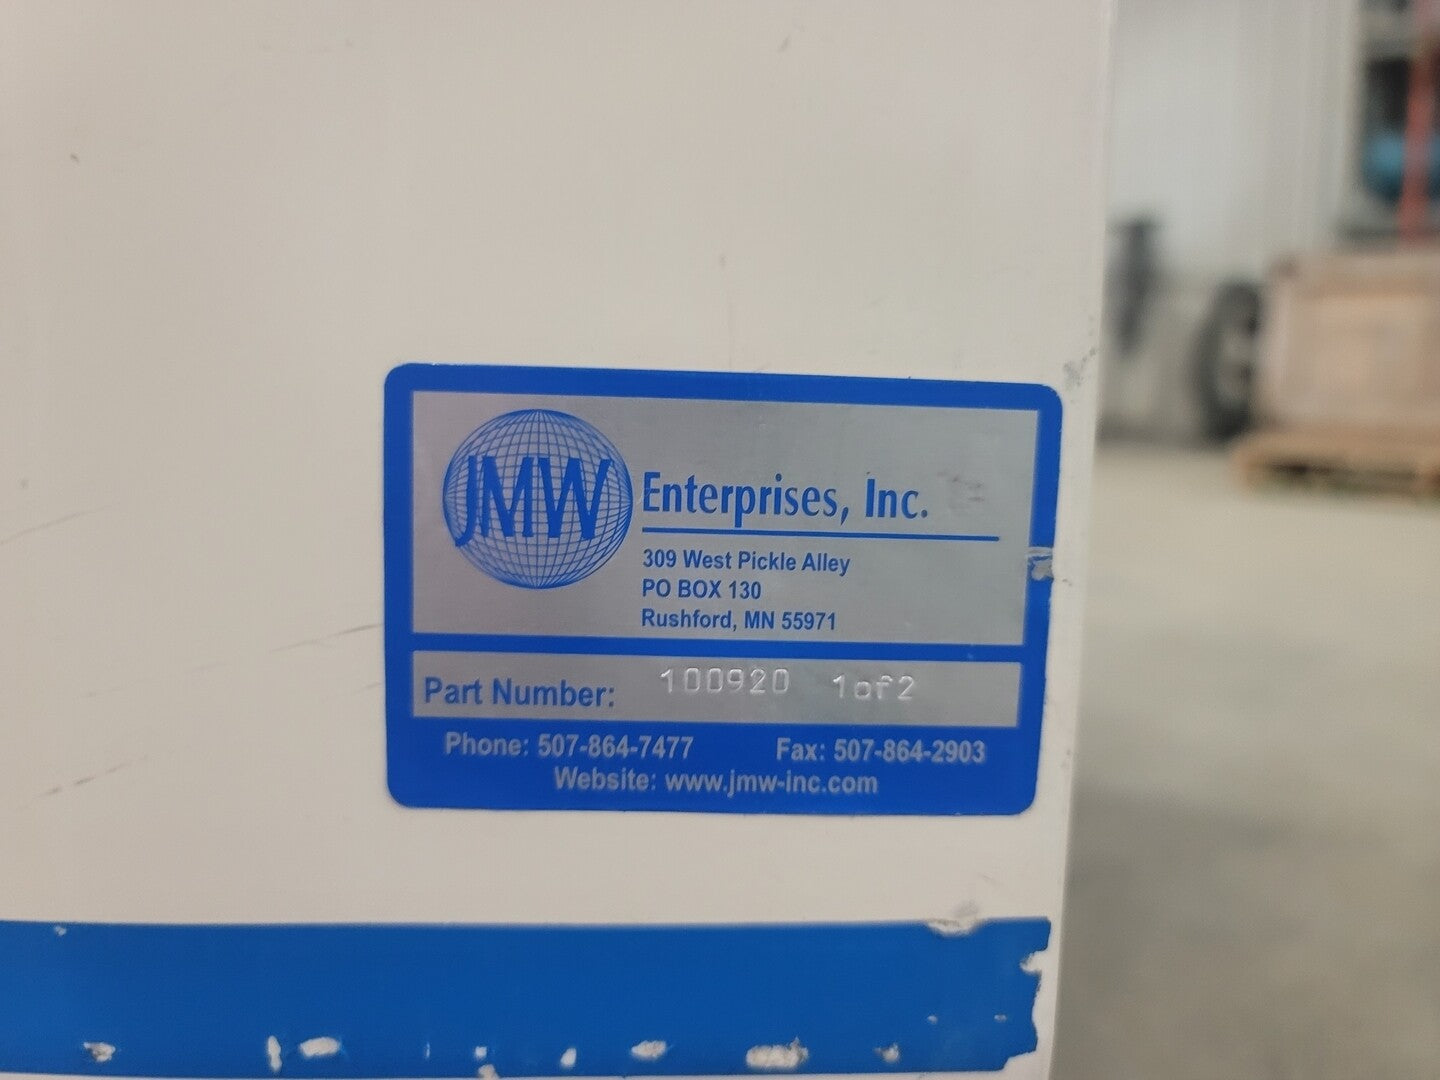 JMW Enterprises, Inc.
309 West Pickle Alley
PO BOX 130
Rushford, MN 55971
Part Number: 100920 1of2
Phone: 507-864-7477 Fax: 507-864-2903
Website: www.jmw-inc.com